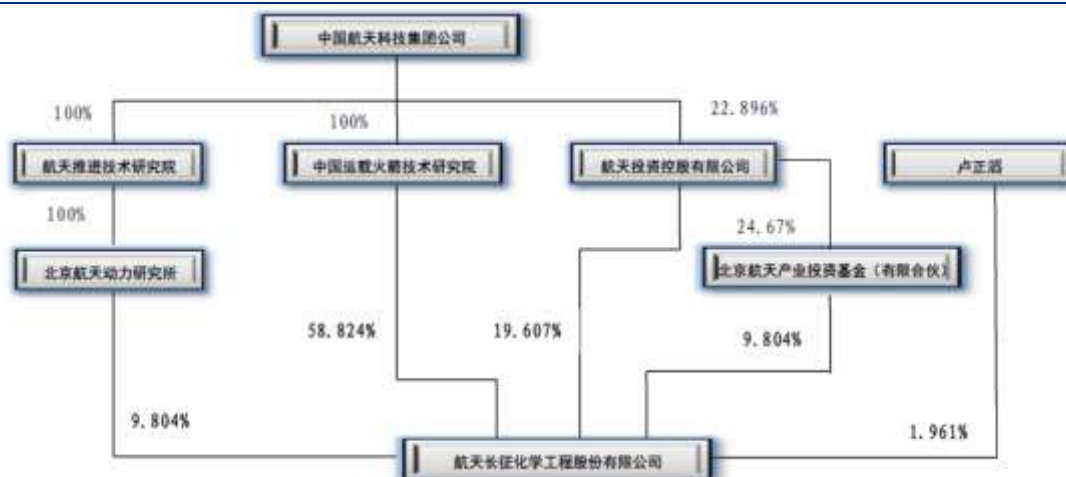 中国航天科技集团公司
100%
100%
22.896%
航天推进技术研究院
中国运载火箭技术研究院
航天投资控股有限公司
卢正滔
100%
24.67%
北京航天动力研究所
北京航天产业投资基金（有限合伙）
58.824%
19.607%
9.804%
9.804%
1.961%
航天长征化学工程股份有限公司